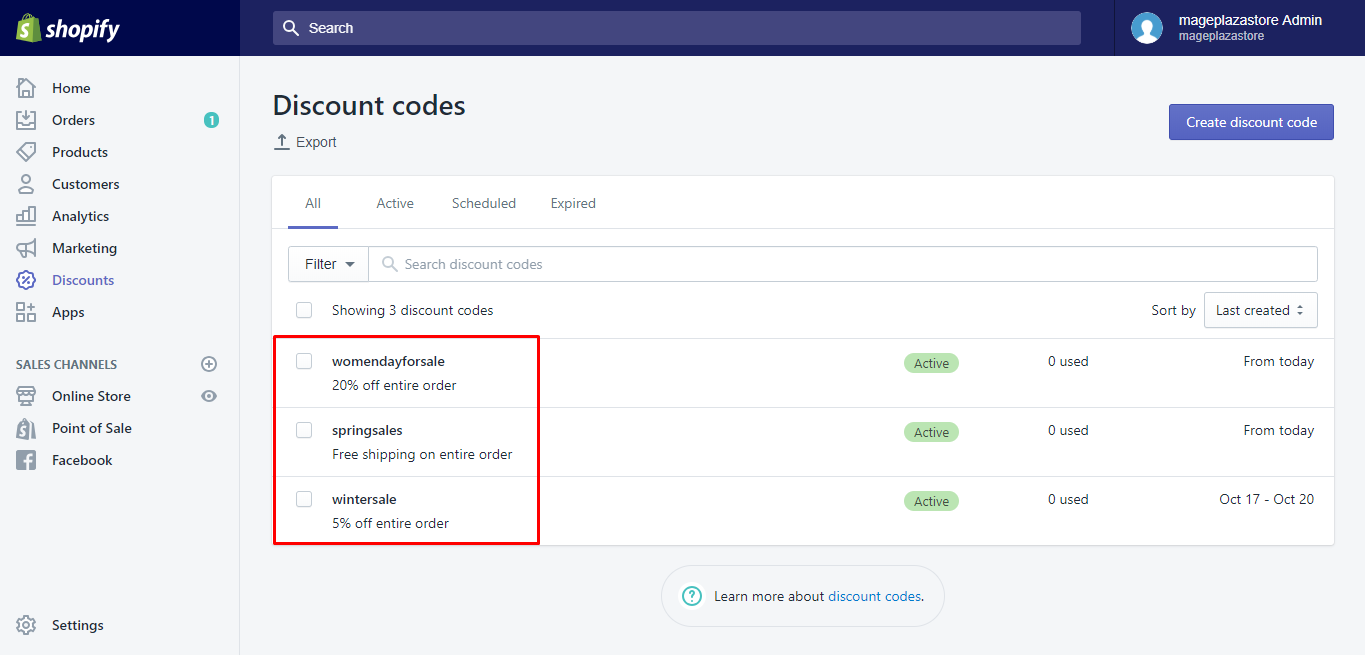 shopify
Search
mageplazastore Admin
mageplazastore
Home
Orders 1
Products
Customers
Analytics
Marketing
Discounts
Apps
SALES CHANNELS
Online Store
Point of Sale
Facebook
Settings
Discount codes
Export
Create discount code
All Active Scheduled Expired
Filter Search discount codes
Showing 3 discount codes Sort by Last created
womendayforsale Active 0 used From today
20% off entire order
springsales Active 0 used From today
Free shipping on entire order
wintersale Active 0 used Oct 17 - Oct 20
5% off entire order
? Learn more about discount codes.